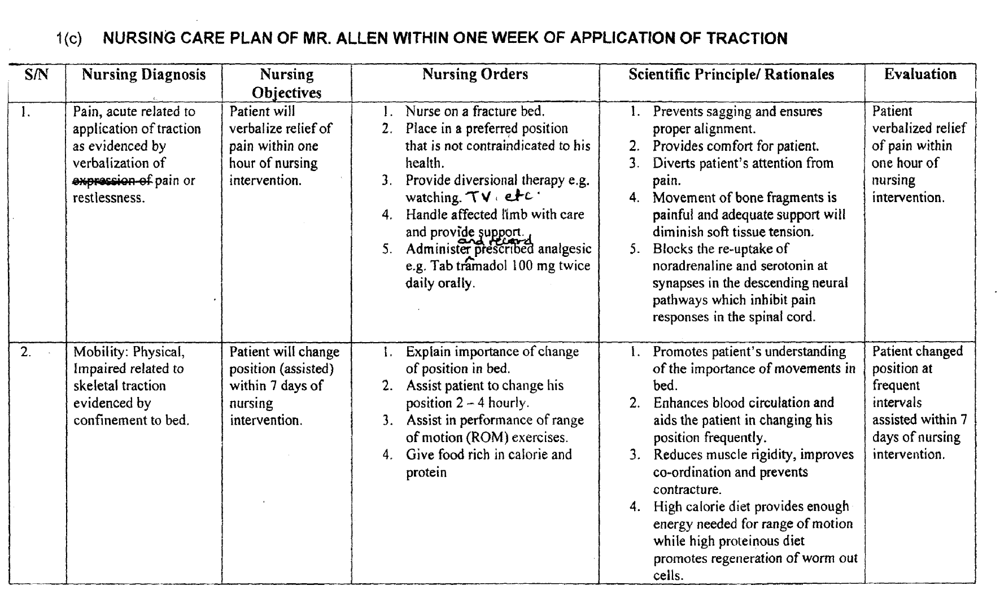 1(c) NURSING CARE PLAN OF MR. ALLEN WITHIN ONE WEEK OF APPLICATION OF TRACTION
S/N
Nursing Diagnosis
Nursing
Objectives
Nursing Orders
Scientific Principle/ Rationales
Evaluation
1.
Pain, acute related to
application of traction
as evidenced by
verbalization of
expression of pain or
restlessness.
Patient will
verbalize relief of
pain within one
hour of nursing
intervention.
1. Nurse on a fracture bed.
2. Place in a preferred position
that is not contraindicated to his
health.
3. Provide diversional therapy e.g.
watching. TV. etc.
4. Handle affected limb with care
and provide support.
and record
5. Administer prescribed analgesic
e.g. Tab tramadol 100 mg twice
daily orally.
1. Prevents sagging and ensures
proper alignment.
2. Provides comfort for patient.
3. Diverts patient's attention from
pain.
4. Movement of bone fragments is
painful and adequate support will
diminish soft tissue tension.
5. Blocks the re-uptake of
noradrenaline and serotonin at
synapses in the descending neural
pathways which inhibit pain
responses in the spinal cord.
Patient
verbalized relief
of pain within
one hour of
nursing
intervention.
2.
Mobility: Physical,
Impaired related to
skeletal traction
evidenced by
confinement to bed.
Patient will change
position (assisted)
within 7 days of
nursing
intervention.
1. Explain importance of change
of position in bed.
2. Assist patient to change his
position 2 – 4 hourly.
3. Assist in performance of range
of motion (ROM) exercises.
4. Give food rich in calorie and
protein
1. Promotes patient's understanding
of the importance of movements in
bed.
2. Enhances blood circulation and
aids the patient in changing his
position frequently.
3. Reduces muscle rigidity, improves
co-ordination and prevents
contracture.
4. High calorie diet provides enough
energy needed for range of motion
while high proteinous diet
promotes regeneration of worm out
cells.
Patient changed
position at
frequent
intervals
assisted within 7
days of nursing
intervention.